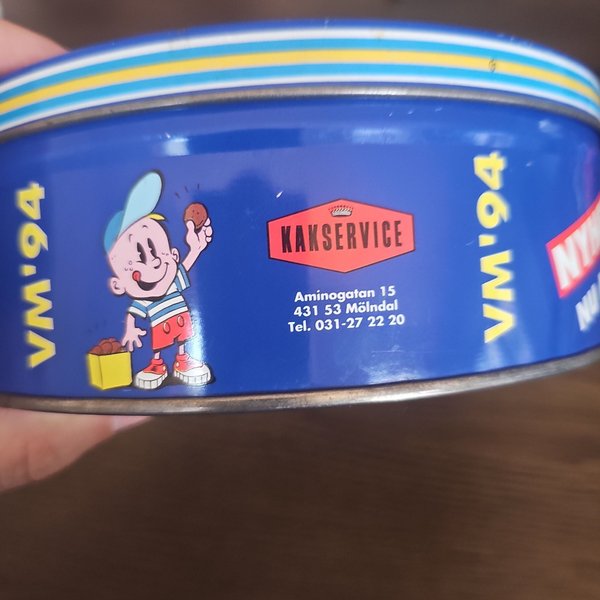 VM'94
KAKSERVICE
Aminogatan 15
431 53 Mölndal
Tel. 031-27 22 20
VM'94